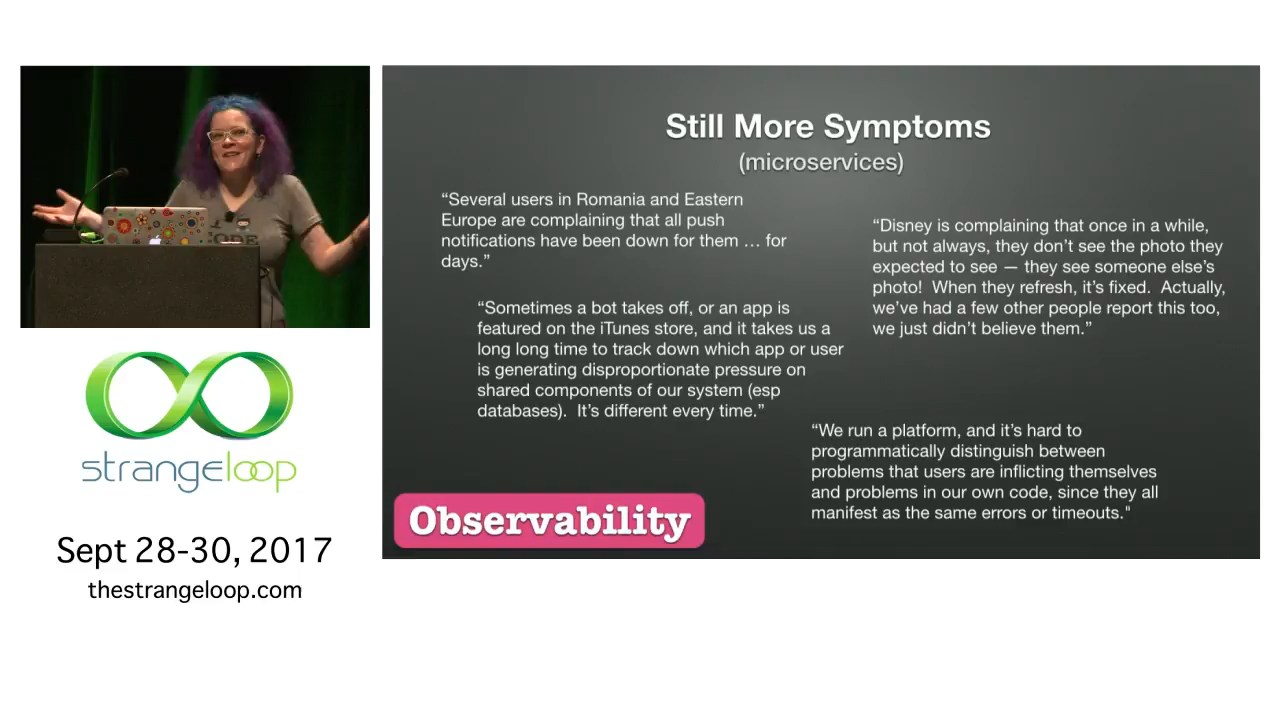 Still More Symptoms
(microservices)
“Several users in Romania and Eastern
Europe are complaining that all push
notifications have been down for them … for
days.”
“Disney is complaining that once in a while,
but not always, they don’t see the photo they
expected to see — they see someone else’s
photo!  When they refresh, it’s fixed.  Actually,
we’ve had a few other people report this too,
we just didn’t believe them.”
“Sometimes a bot takes off, or an app is
featured on the iTunes store, and it takes us a
long long time to track down which app or user
is generating disproportionate pressure on
shared components of our system (esp
databases).  It’s different every time.”
“We run a platform, and it’s hard to
programmatically distinguish between
problems that users are inflicting themselves
and problems in our own code, since they all
manifest as the same errors or timeouts."
Observability
strangeloop
Sept 28-30, 2017
thestrangeloop.com